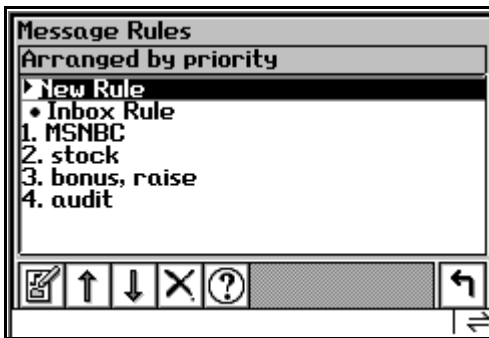 Message Rules
Arranged by priority
New Rule
• Inbox Rule
1. MSNBC
2. stock
3. bonus, raise
4. audit
?